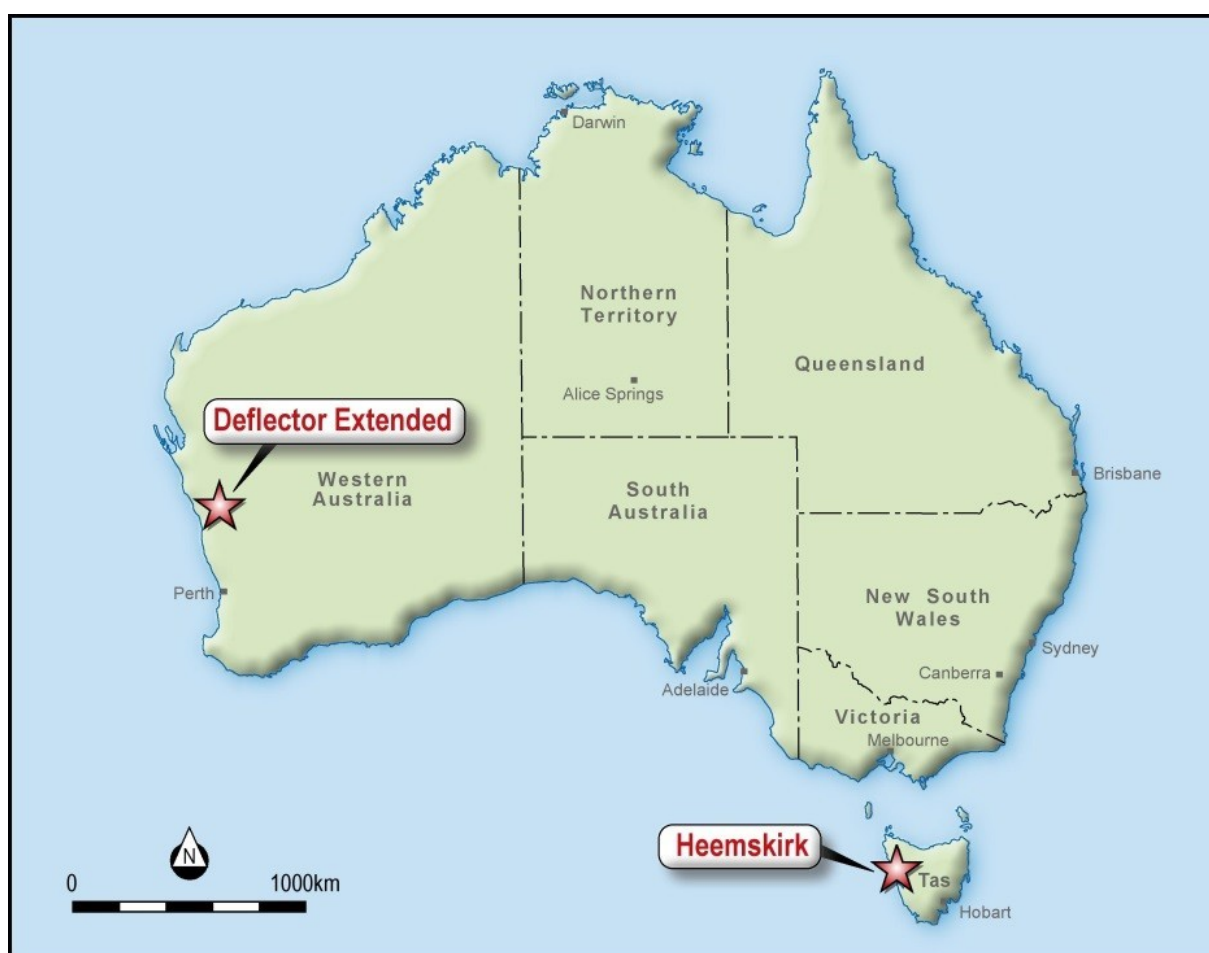 Darwin
Northern
Territory
Queensland
Alice Springs
Deflector Extended
Western
Australia
South
Australia
Brisbane
Perth
New South
Wales
Sydney
Canberra
Adelaide
Victoria
Melbourne
Heemskirk
Tas
Hobart
N
0 1000km